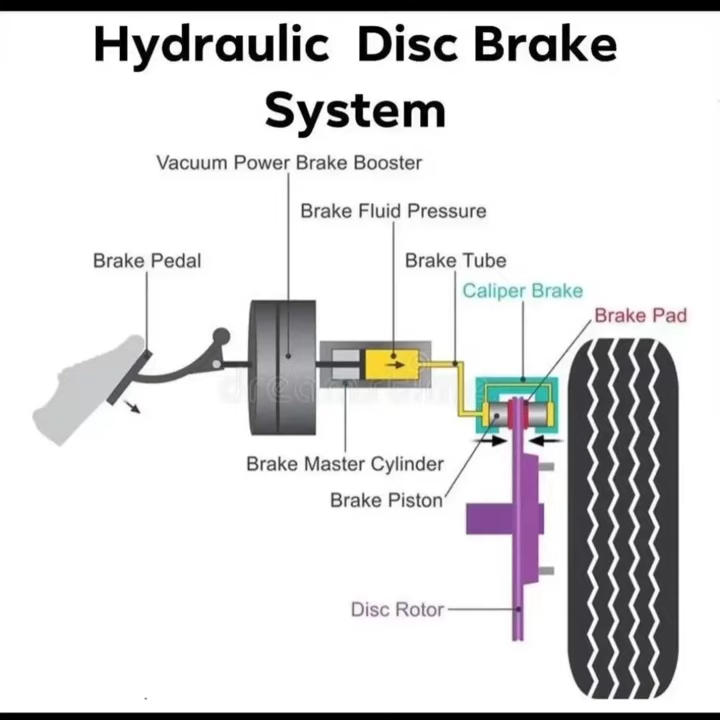 Hydraulic Disc Brake
System
Vacuum Power Brake Booster
Brake Fluid Pressure
Brake Pedal
Brake Tube
Caliper Brake
Brake Pad
Brake Master Cylinder
Brake Piston
Disc Rotor